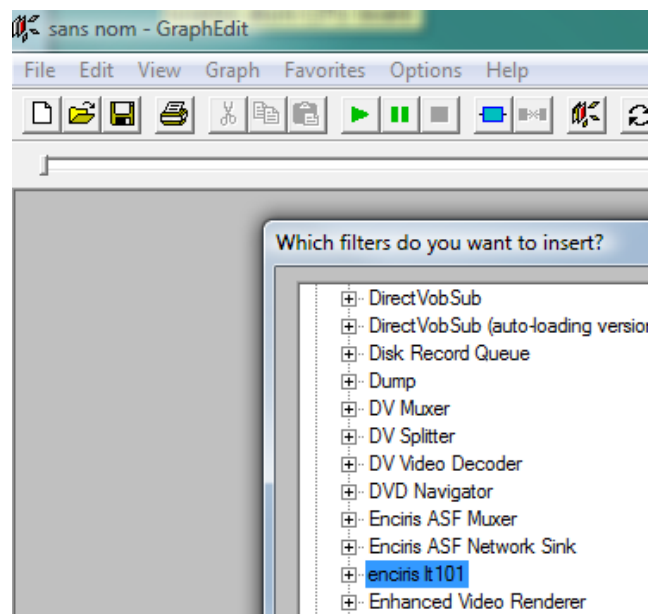 sans nom - GraphEdit
File Edit View Graph Favorites Options Help
Which filters do you want to insert?
DirectVobSub
DirectVobSub (auto-loading version
Disk Record Queue
Dump
DV Muxer
DV Splitter
DV Video Decoder
DVD Navigator
Enciris ASF Muxer
Enciris ASF Network Sink
enciris lt101
Enhanced Video Renderer